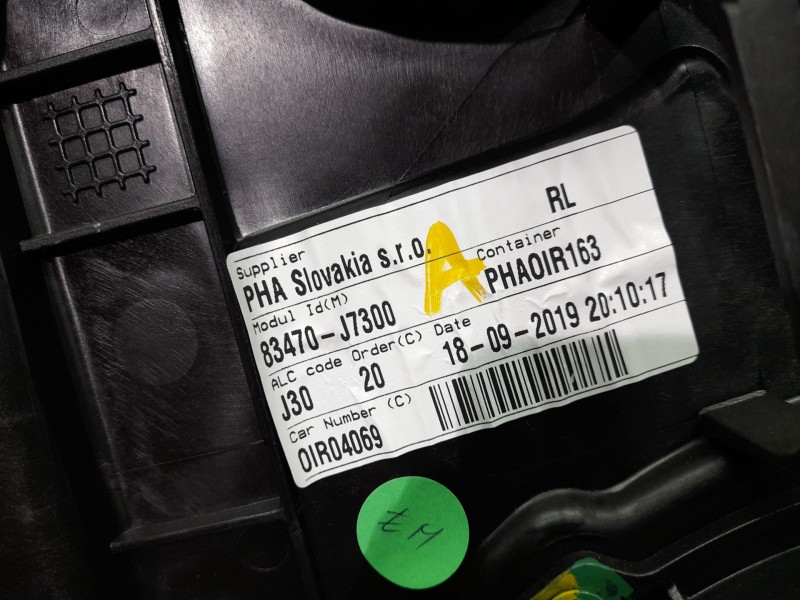 RL
Supplier
PHA Slovakia s.r.o.
A
Container
PHAOIR163
Modul Id(M)
83470-J7300
ALC code Order(C) Date
J30 20 18-09-2019 20:10:17
Car Number (C)
OIR04069